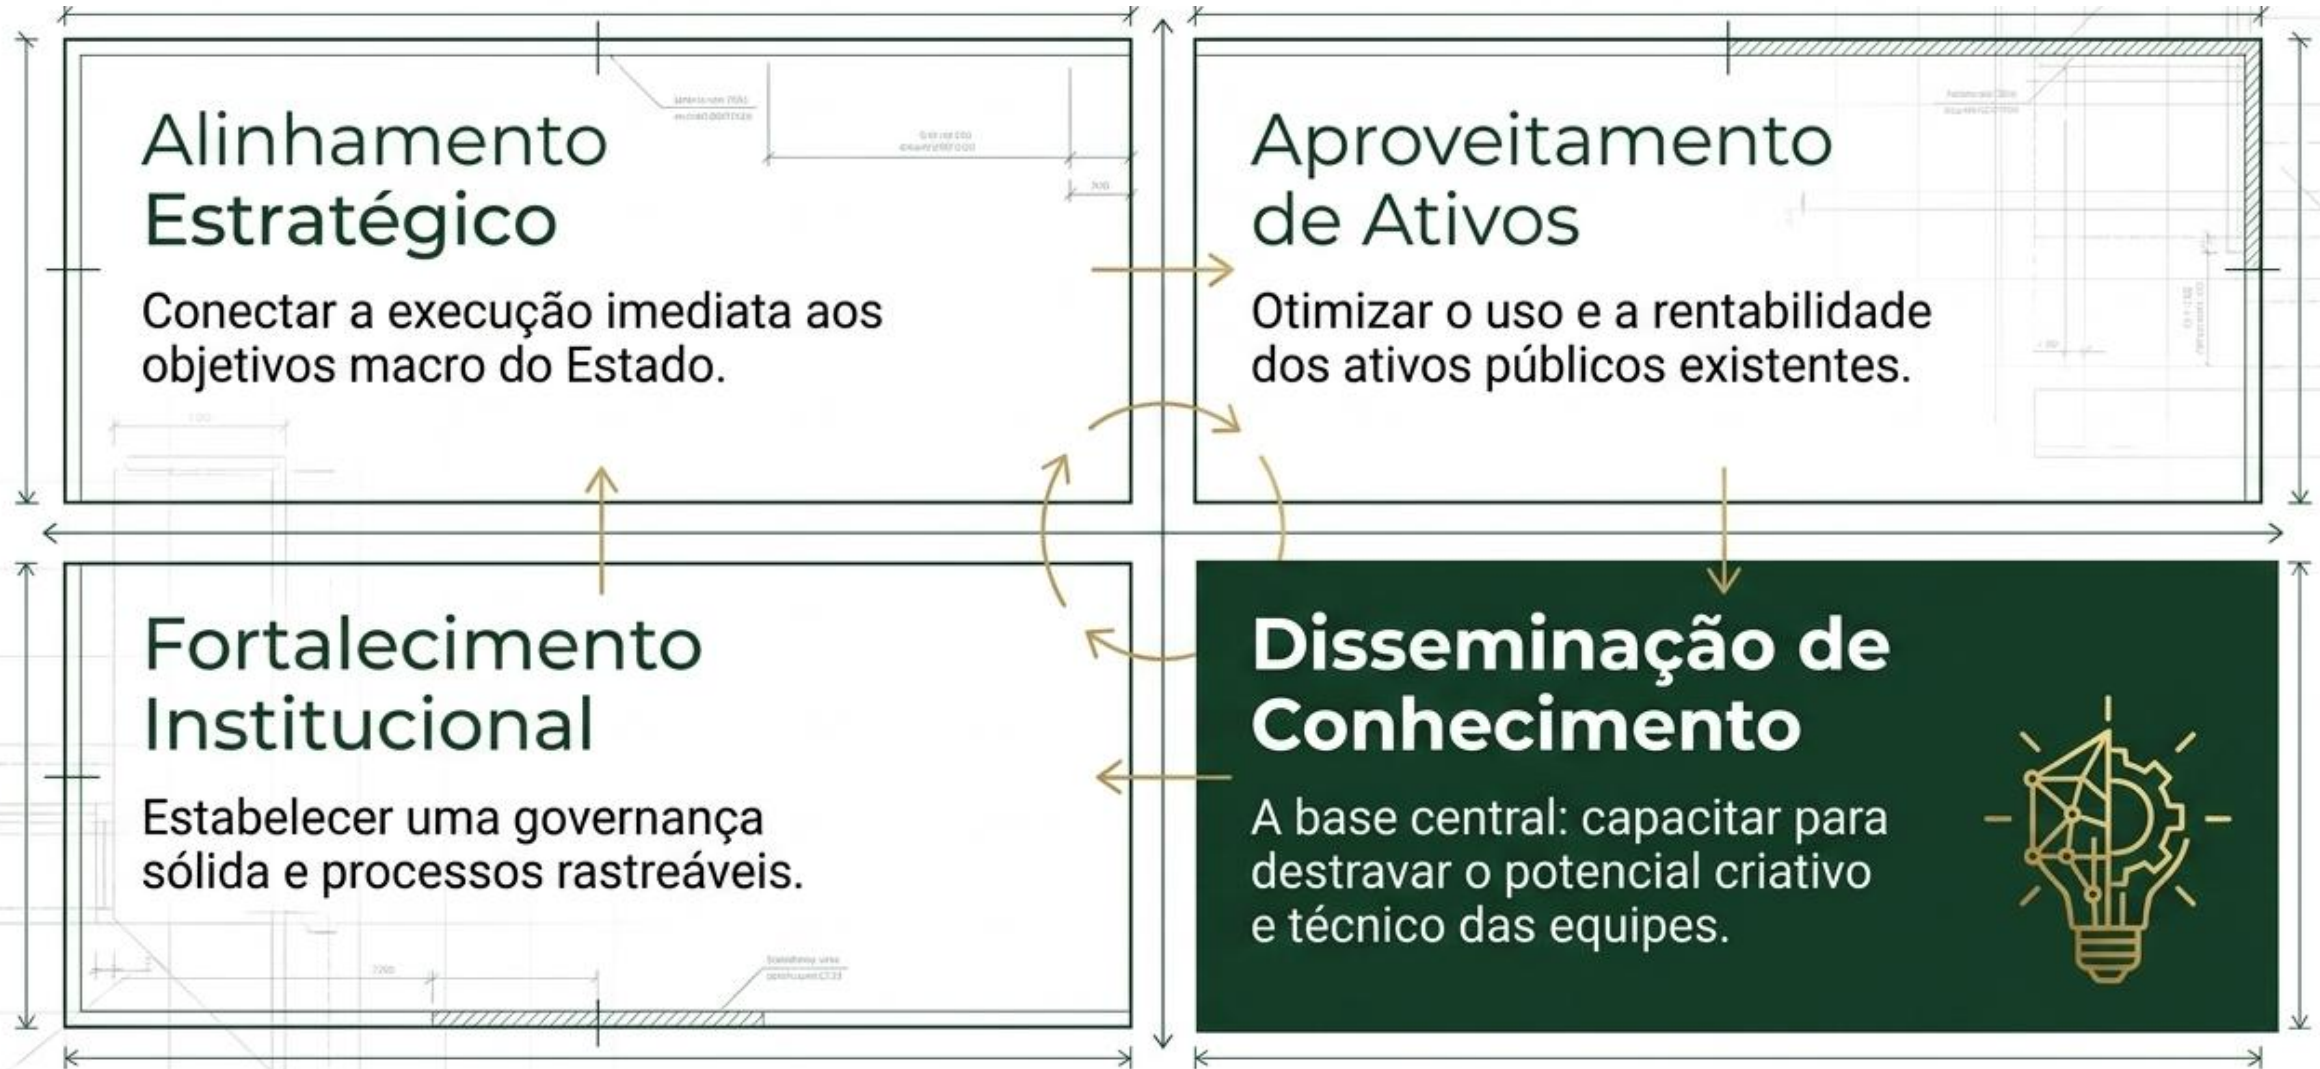 Alinhamento
Estratégico
Conectar a execução imediata aos
objetivos macro do Estado.
Aproveitamento
de Ativos
Otimizar o uso e a rentabilidade
dos ativos públicos existentes.
Fortalecimento
Institucional
Estabelecer uma governança
sólida e processos rastreáveis.
Disseminação de
Conhecimento
A base central: capacitar para
destravar o potencial criativo
e técnico das equipes.